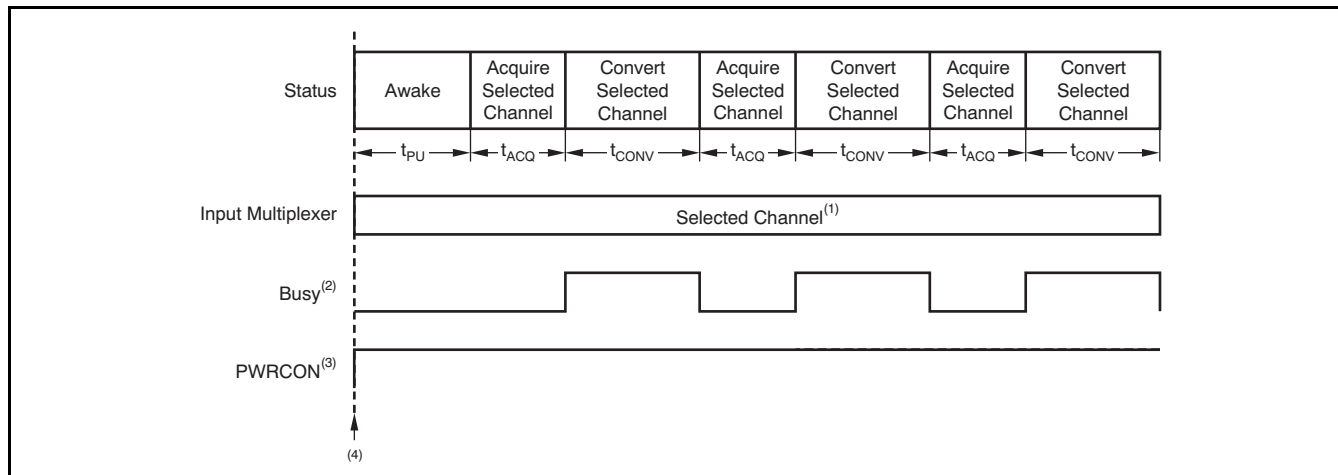 Status
Awake
Acquire
Selected
Channel
Convert
Selected
Channel
Acquire
Selected
Channel
Convert
Selected
Channel
Acquire
Selected
Channel
Convert
Selected
Channel
tPU
tACQ
tCONV
tACQ
tCONV
tACQ
tCONV
Input Multiplexer
Selected Channel(1)
Busy(2)
PWRCON(3)
(4)